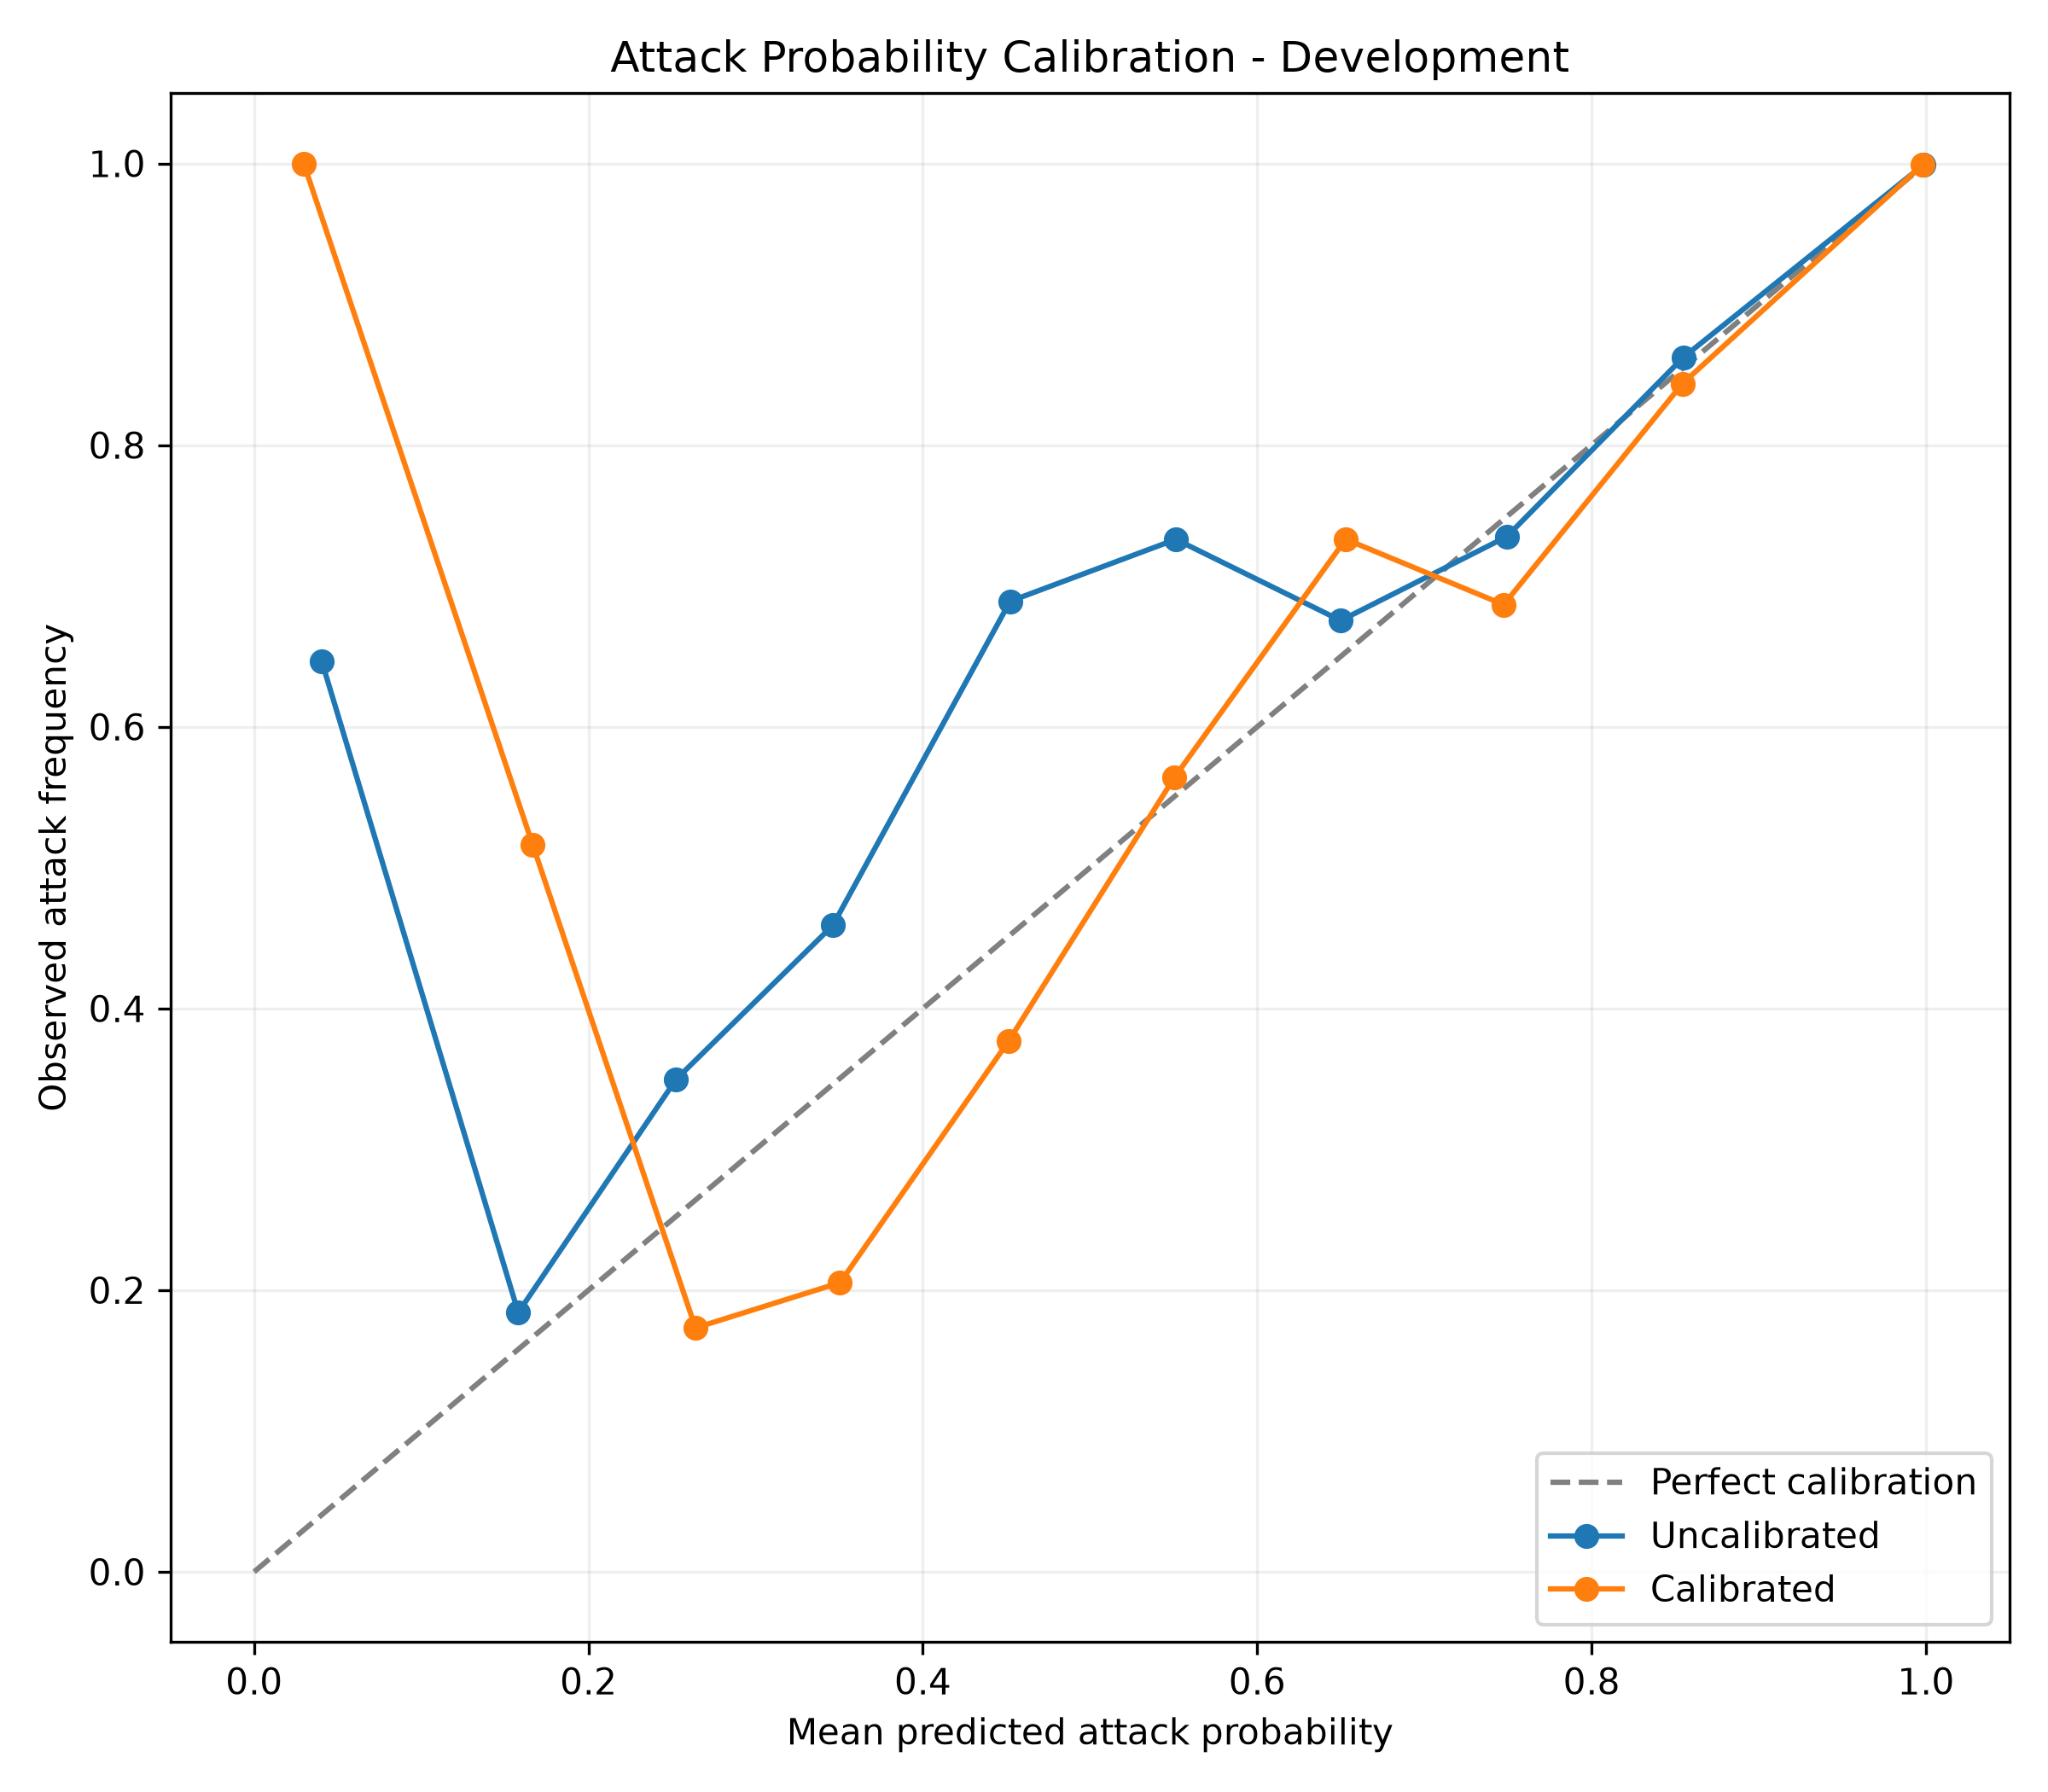 Attack Probability Calibration - Development
Observed attack frequency
1.0
0.8
0.6
0.4
0.2
0.0
0.0 0.2 0.4 0.6 0.8 1.0
Mean predicted attack probability
Perfect calibration
Uncalibrated
Calibrated